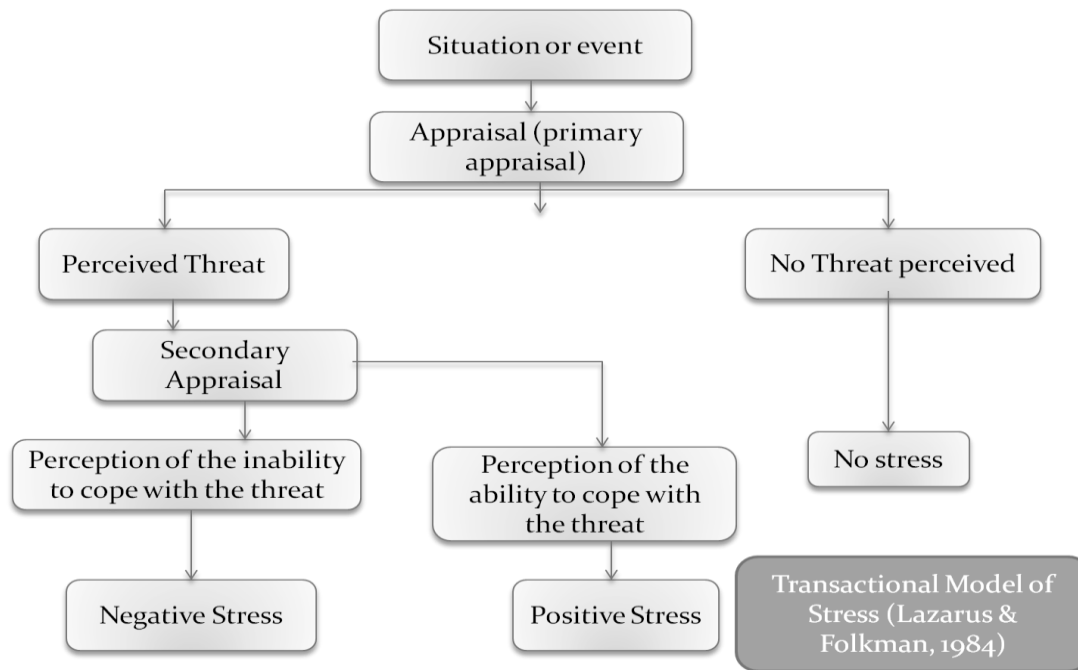 Situation or event
Appraisal (primary
appraisal)
Perceived Threat
No Threat perceived
Secondary
Appraisal
Perception of the inability
to cope with the threat
Perception of the
ability to cope with
the threat
No stress
Negative Stress
Positive Stress
Transactional Model of
Stress (Lazarus &
Folkman, 1984)